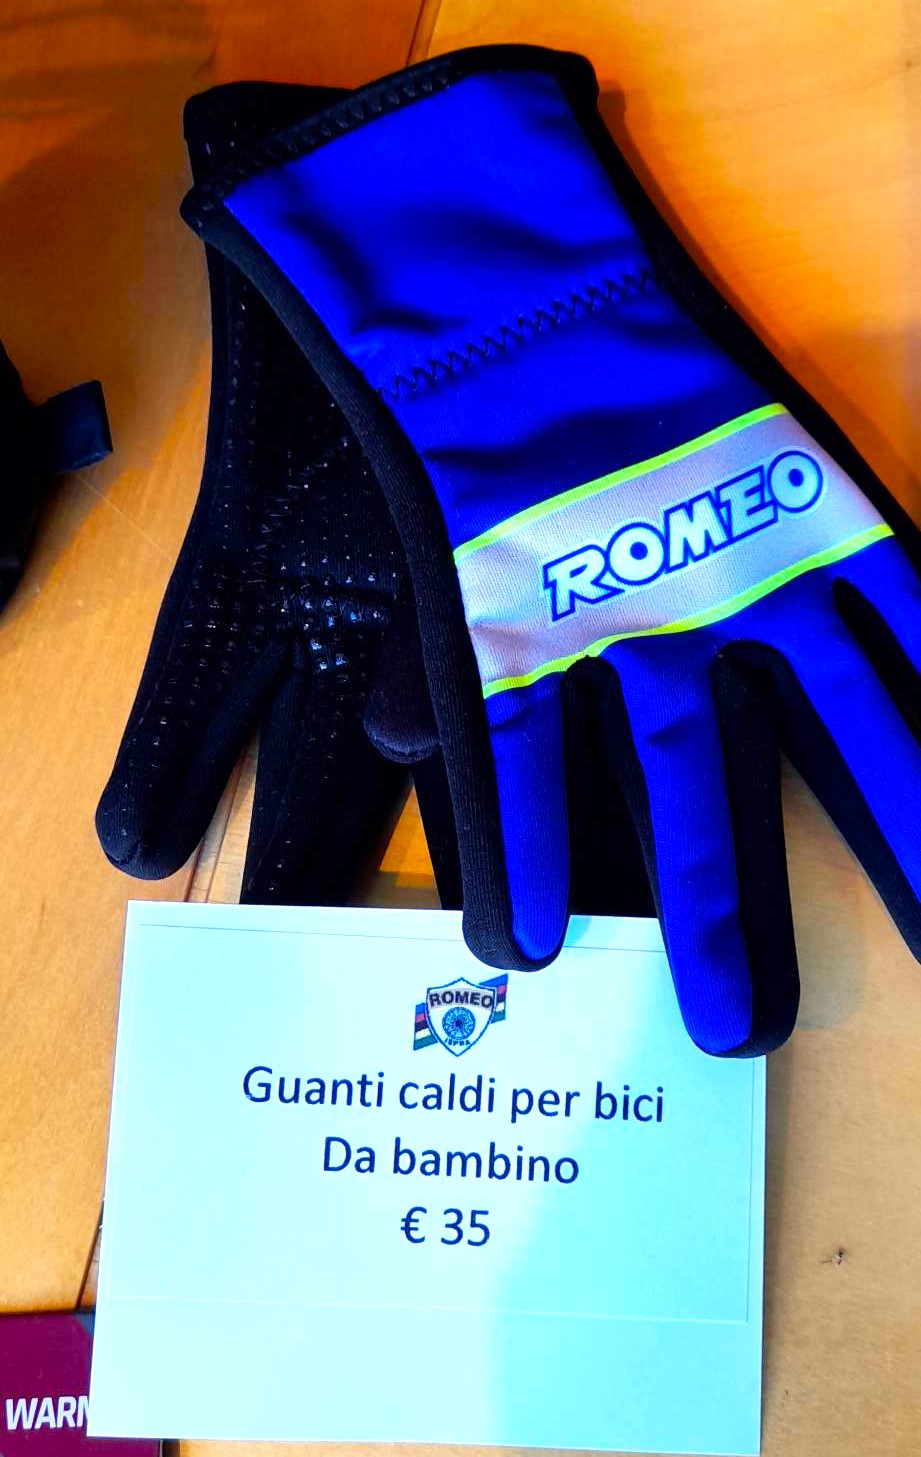 ROMEO
ROMEO
ISPRA
Guanti caldi per bici
Da bambino
€ 35
WARM